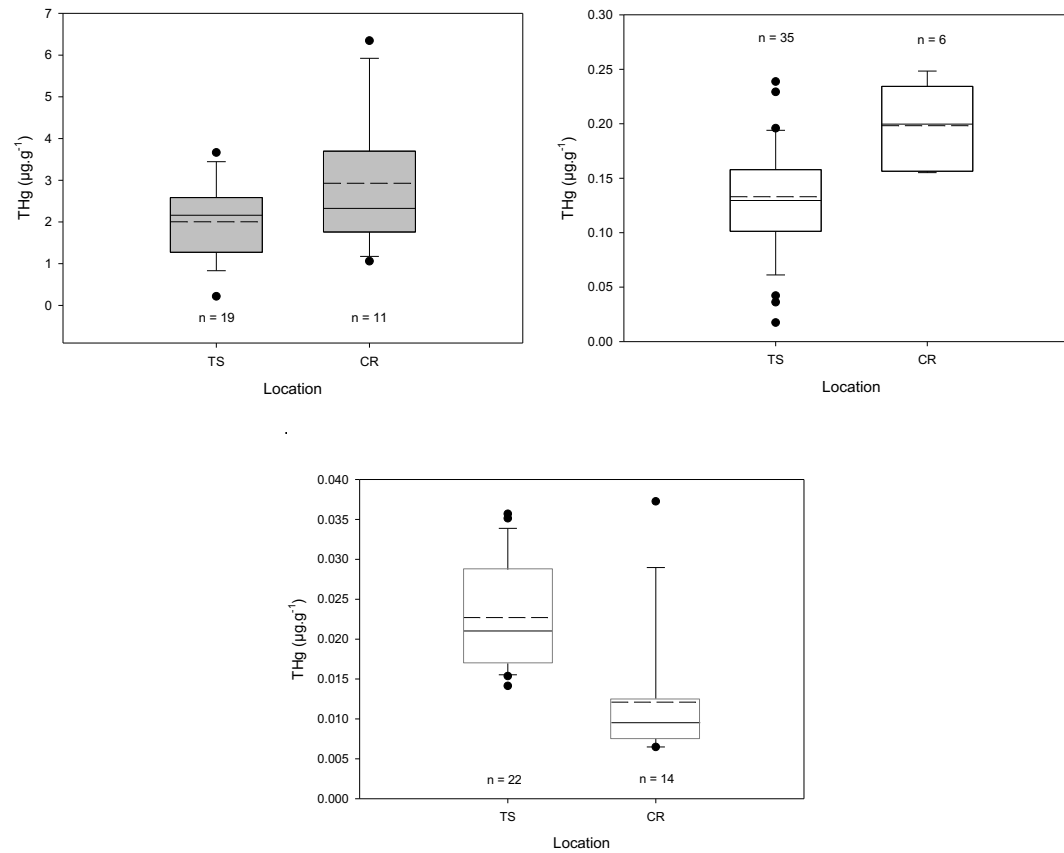 7
6
5
4
3
2
1
0
THg (µg.g-1)
n = 19
n = 11
TS
CR
Location
0.30
0.25
0.20
0.15
0.10
0.05
0.00
THg (µg.g-1)
n = 35
n = 6
TS
CR
Location
.
0.040
0.035
0.030
0.025
0.020
0.015
0.010
0.005
0.000
THg (µg.g-1)
n = 22
n = 14
TS
CR
Location